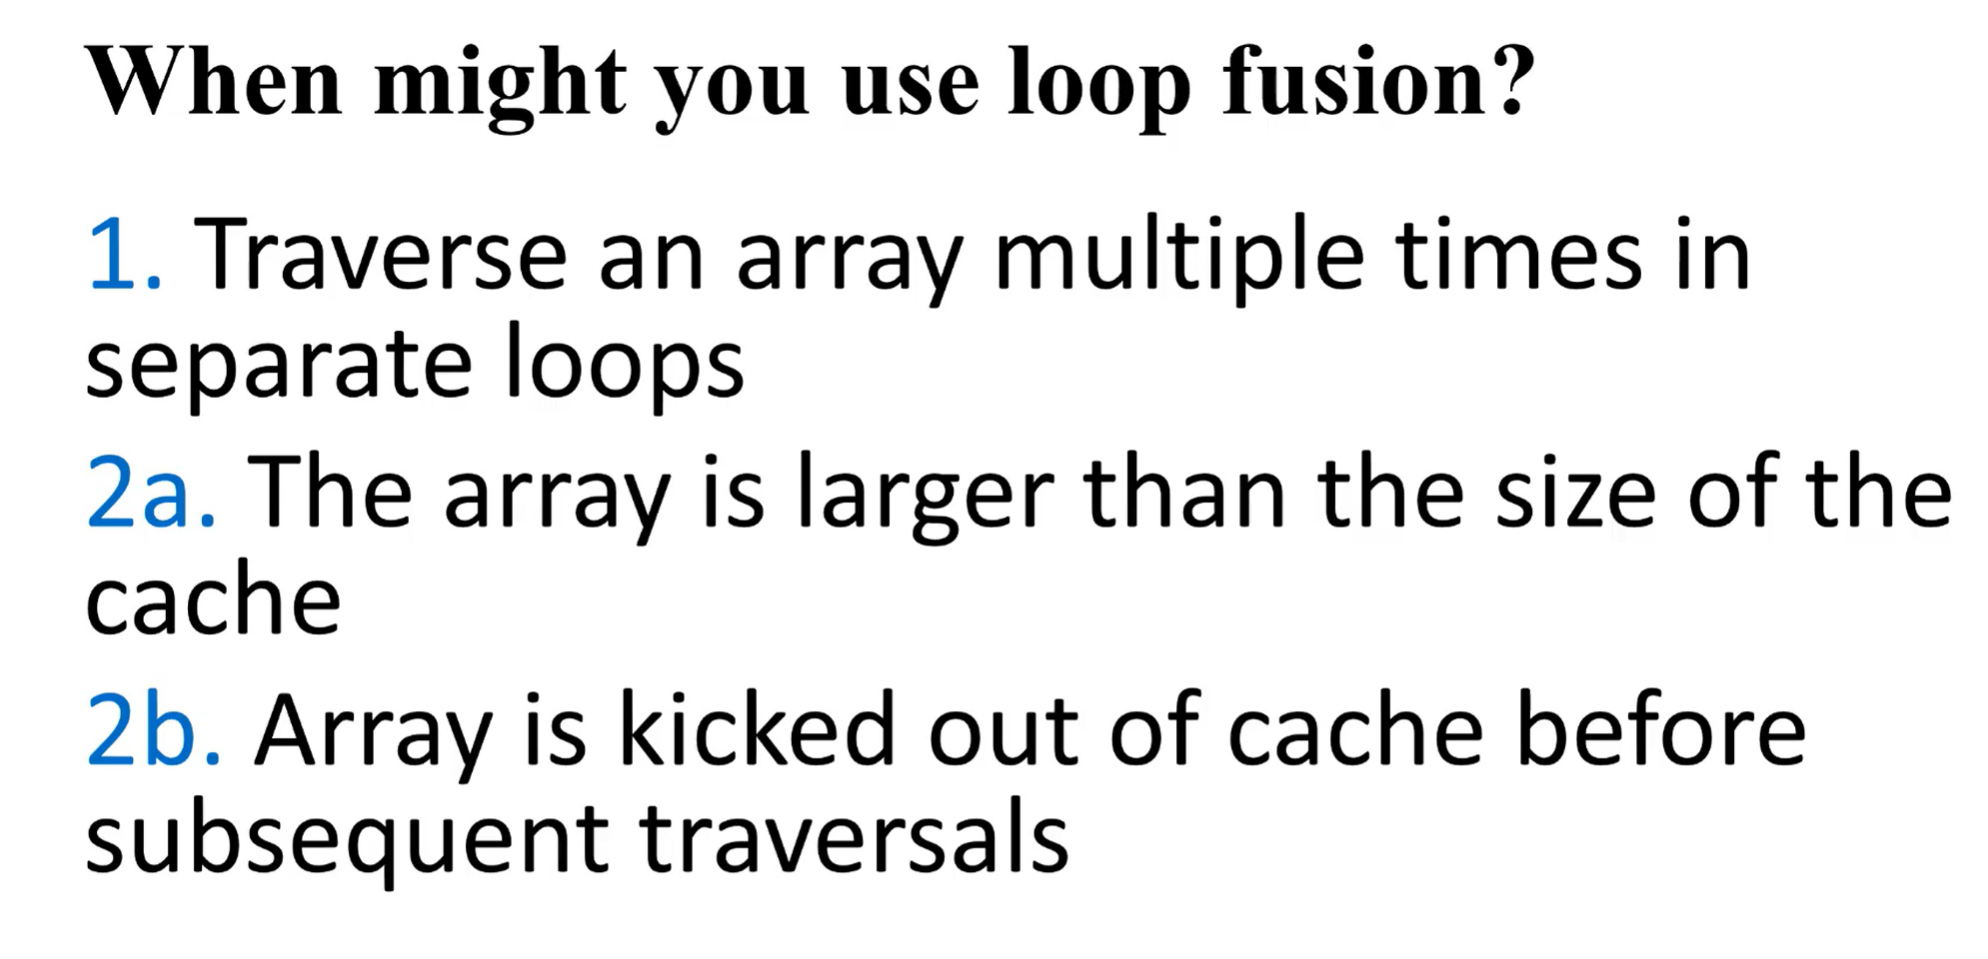 When might you use loop fusion?
1. Traverse an array multiple times in
separate loops
2a. The array is larger than the size of the
cache
2b. Array is kicked out of cache before
subsequent traversals